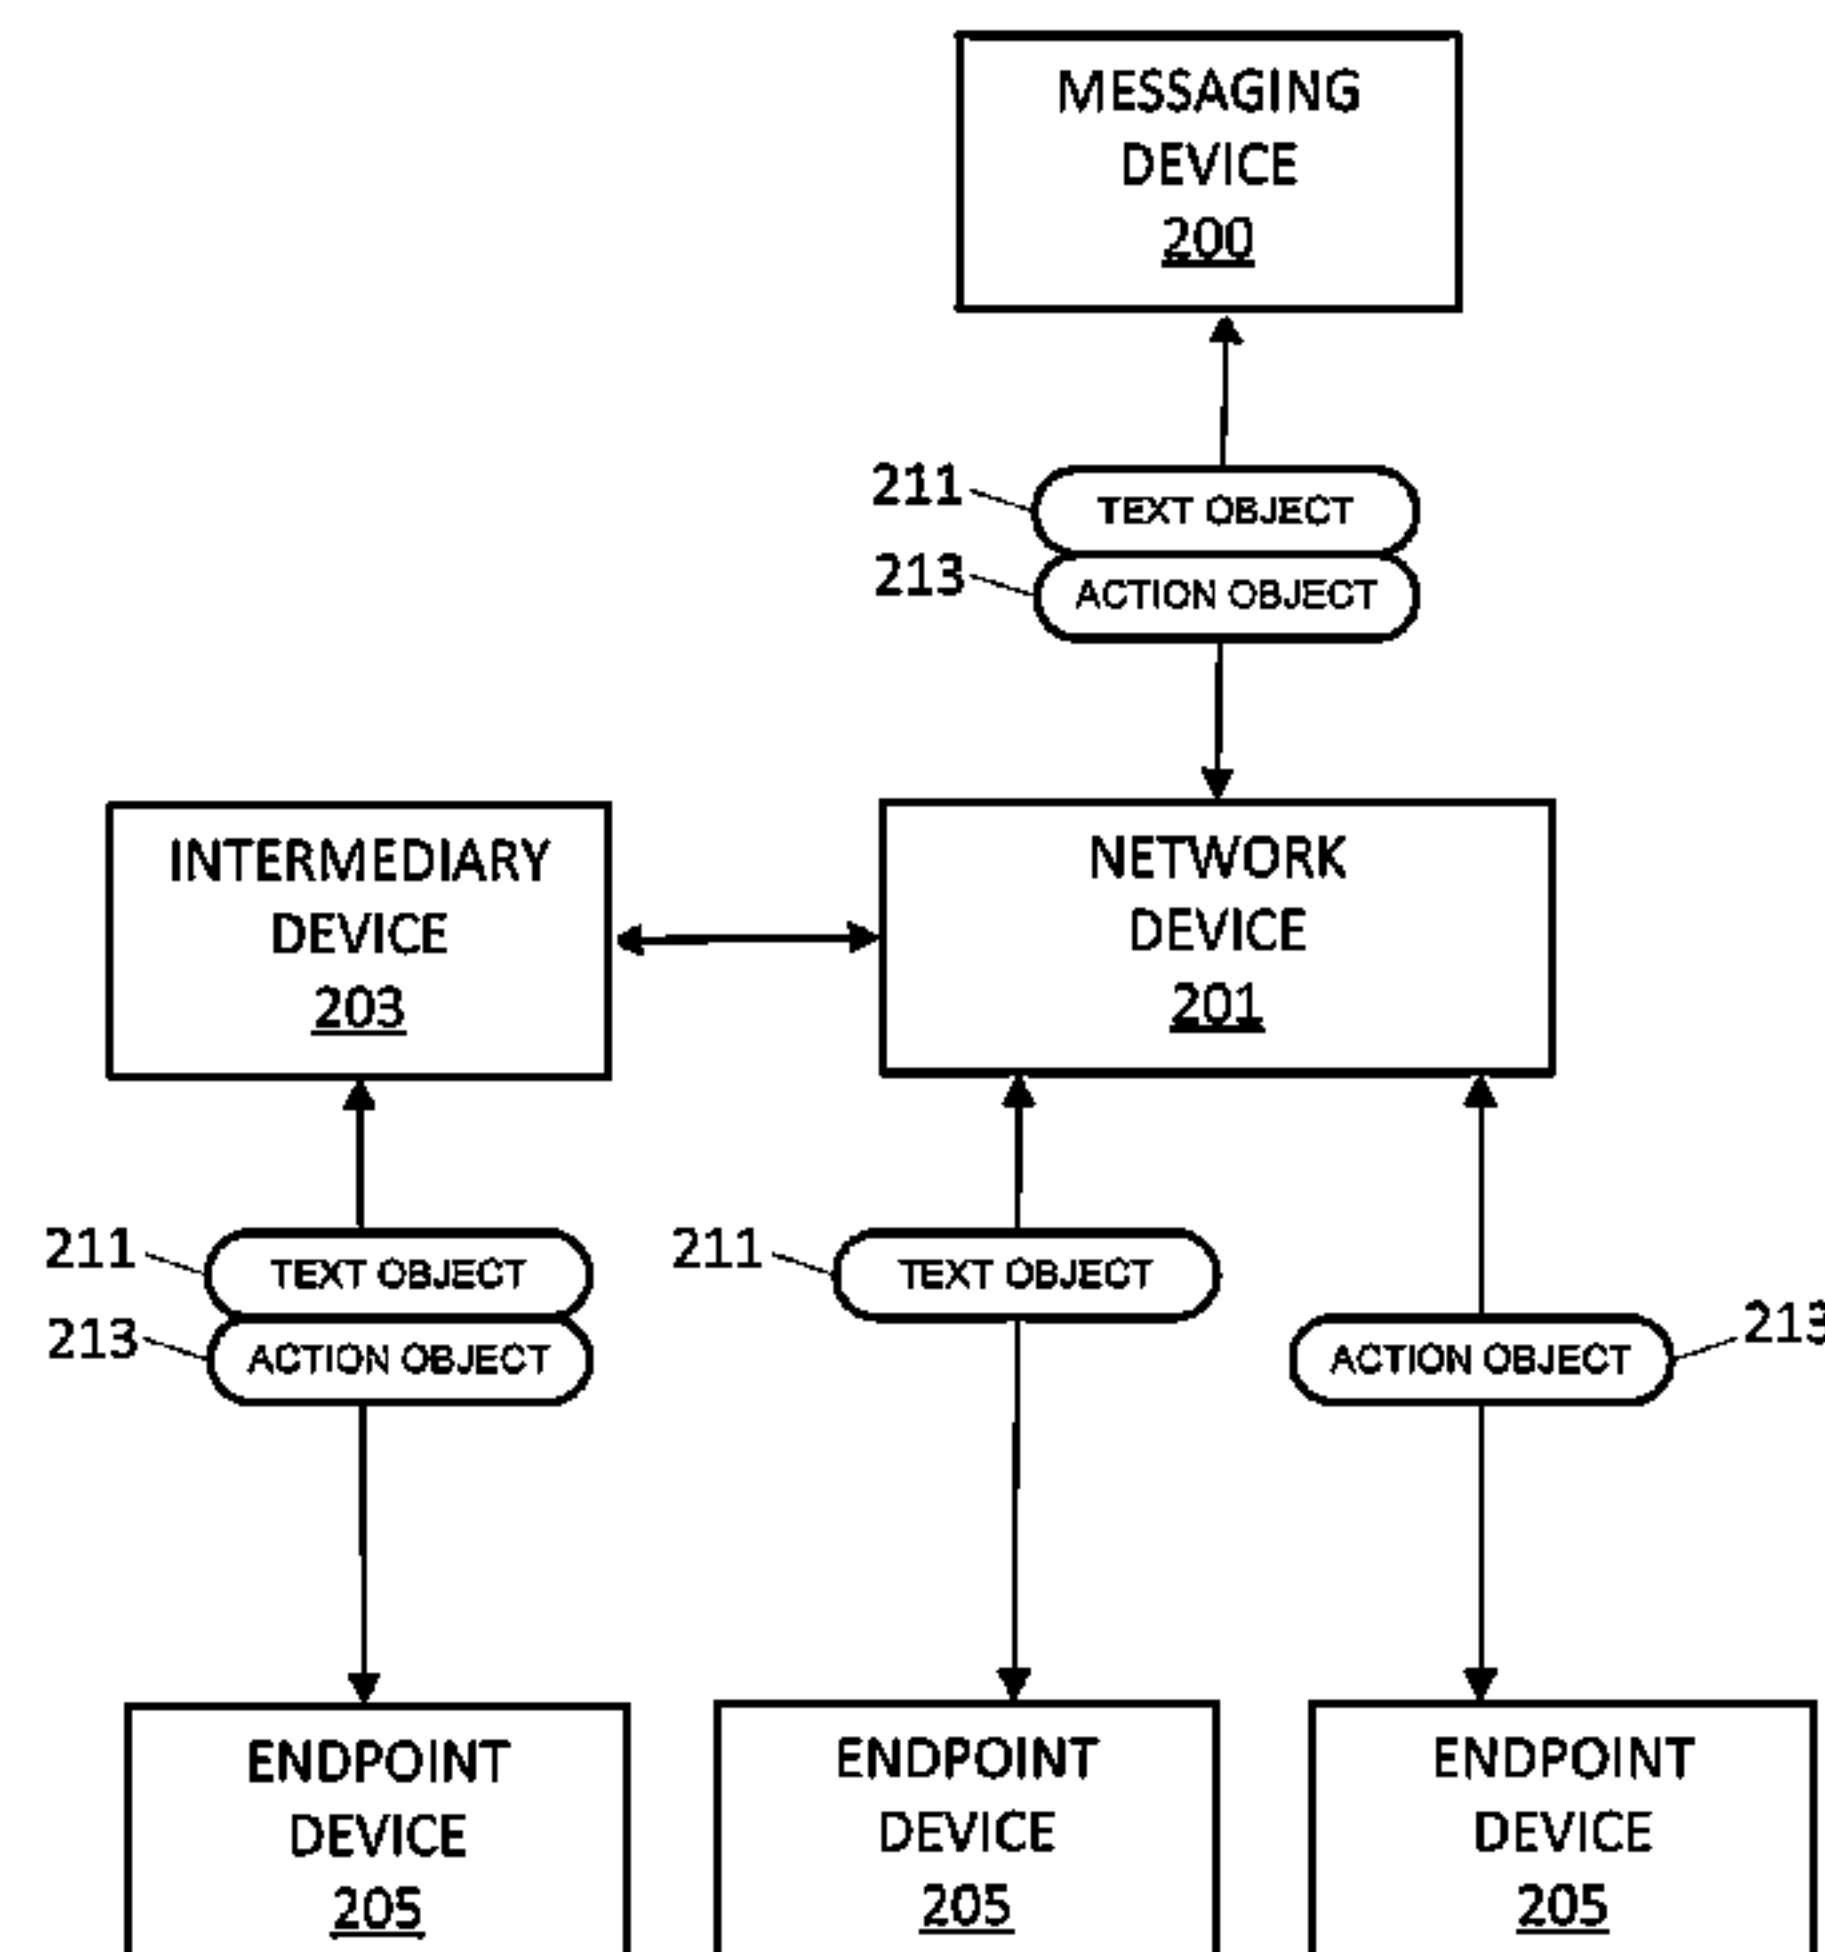 MESSAGING
DEVICE
200
211
TEXT OBJECT
213
ACTION OBJECT
INTERMEDIARY
DEVICE
203
NETWORK
DEVICE
201
211
TEXT OBJECT
213
ACTION OBJECT
211
TEXT OBJECT
ACTION OBJECT
213
ENDPOINT
DEVICE
205
ENDPOINT
DEVICE
205
ENDPOINT
DEVICE
205